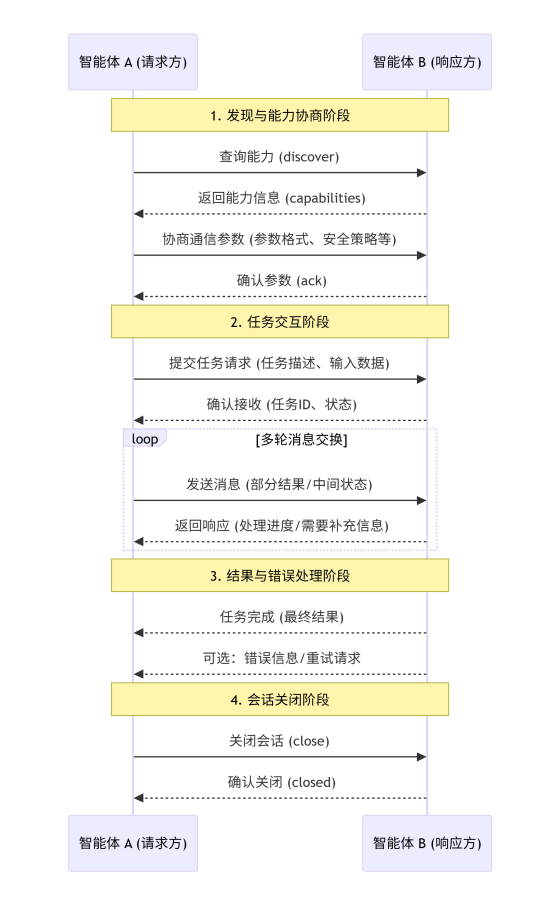 智能体 A (请求方)
智能体 B (响应方)
1. 发现与能力协商阶段
查询能力 (discover)
返回能力信息 (capabilities)
协商通信参数 (参数格式、安全策略等)
确认参数 (ack)
2. 任务交互阶段
提交任务请求 (任务描述、输入数据)
确认接收 (任务ID、状态)
loop
[多轮消息交换]
发送消息 (部分结果/中间状态)
返回响应 (处理进度/需要补充信息)
3. 结果与错误处理阶段
任务完成 (最终结果)
可选：错误信息/重试请求
4. 会话关闭阶段
关闭会话 (close)
确认关闭 (closed)
智能体 A (请求方)
智能体 B (响应方)